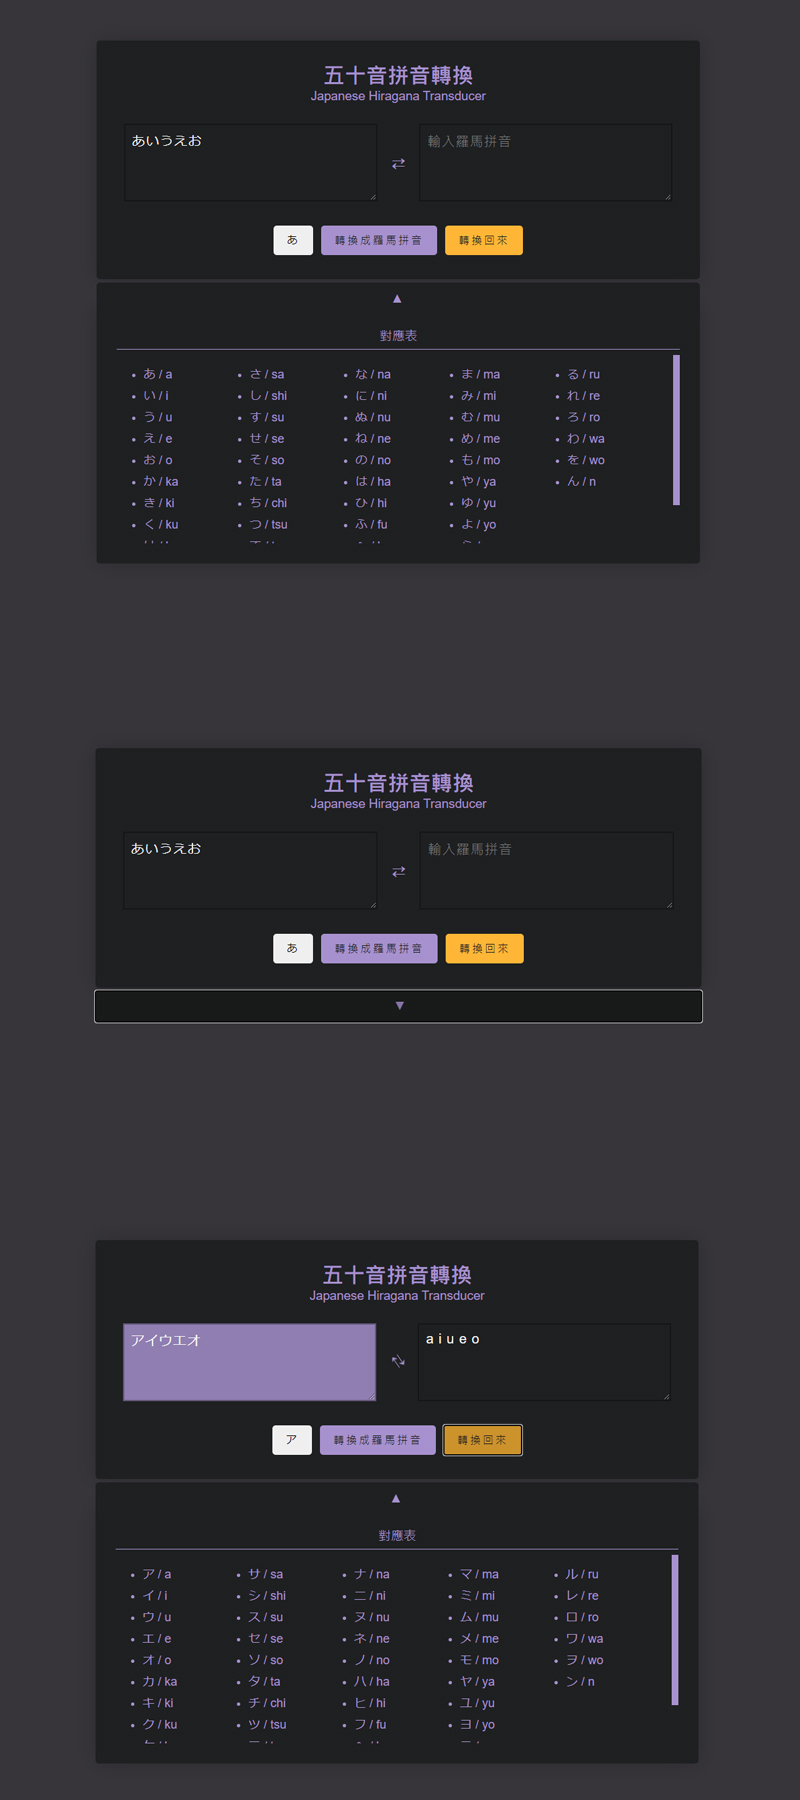 五十音拼音轉換
Japanese Hiragana Transducer
あいうえお ⇄ 輸入羅馬拼音
あ 轉換成羅馬拼音 轉換回來
▲
對應表
あ / a さ / sa な / na ま / ma る / ru
い / i し / shi に / ni み / mi れ / re
う / u す / su ぬ / nu む / mu ろ / ro
え / e せ / se ね / ne め / me わ / wa
お / o そ / so の / no も / mo を / wo
か / ka た / ta は / ha や / ya ん / n
き / ki ち / chi ひ / hi ゆ / yu
く / ku つ / tsu ふ / fu よ / yo
五十音拼音轉換
Japanese Hiragana Transducer
あいうえお ⇄ 輸入羅馬拼音
あ 轉換成羅馬拼音 轉換回來
▼
五十音拼音轉換
Japanese Hiragana Transducer
アイウエオ ⇄ a i u e o
ア 轉換成羅馬拼音 轉換回來
▲
對應表
ア / a サ / sa ナ / na マ / ma ル / ru
イ / i シ / shi ニ / ni ミ / mi レ / re
ウ / u ス / su ヌ / nu ム / mu ロ / ro
エ / e セ / se ネ / ne メ / me ワ / wa
オ / o ソ / so ノ / no モ / mo ヲ / wo
カ / ka タ / ta ハ / ha ヤ / ya ン / n
キ / ki チ / chi ヒ / hi ユ / yu
ク / ku ツ / tsu フ / fu ヨ / yo